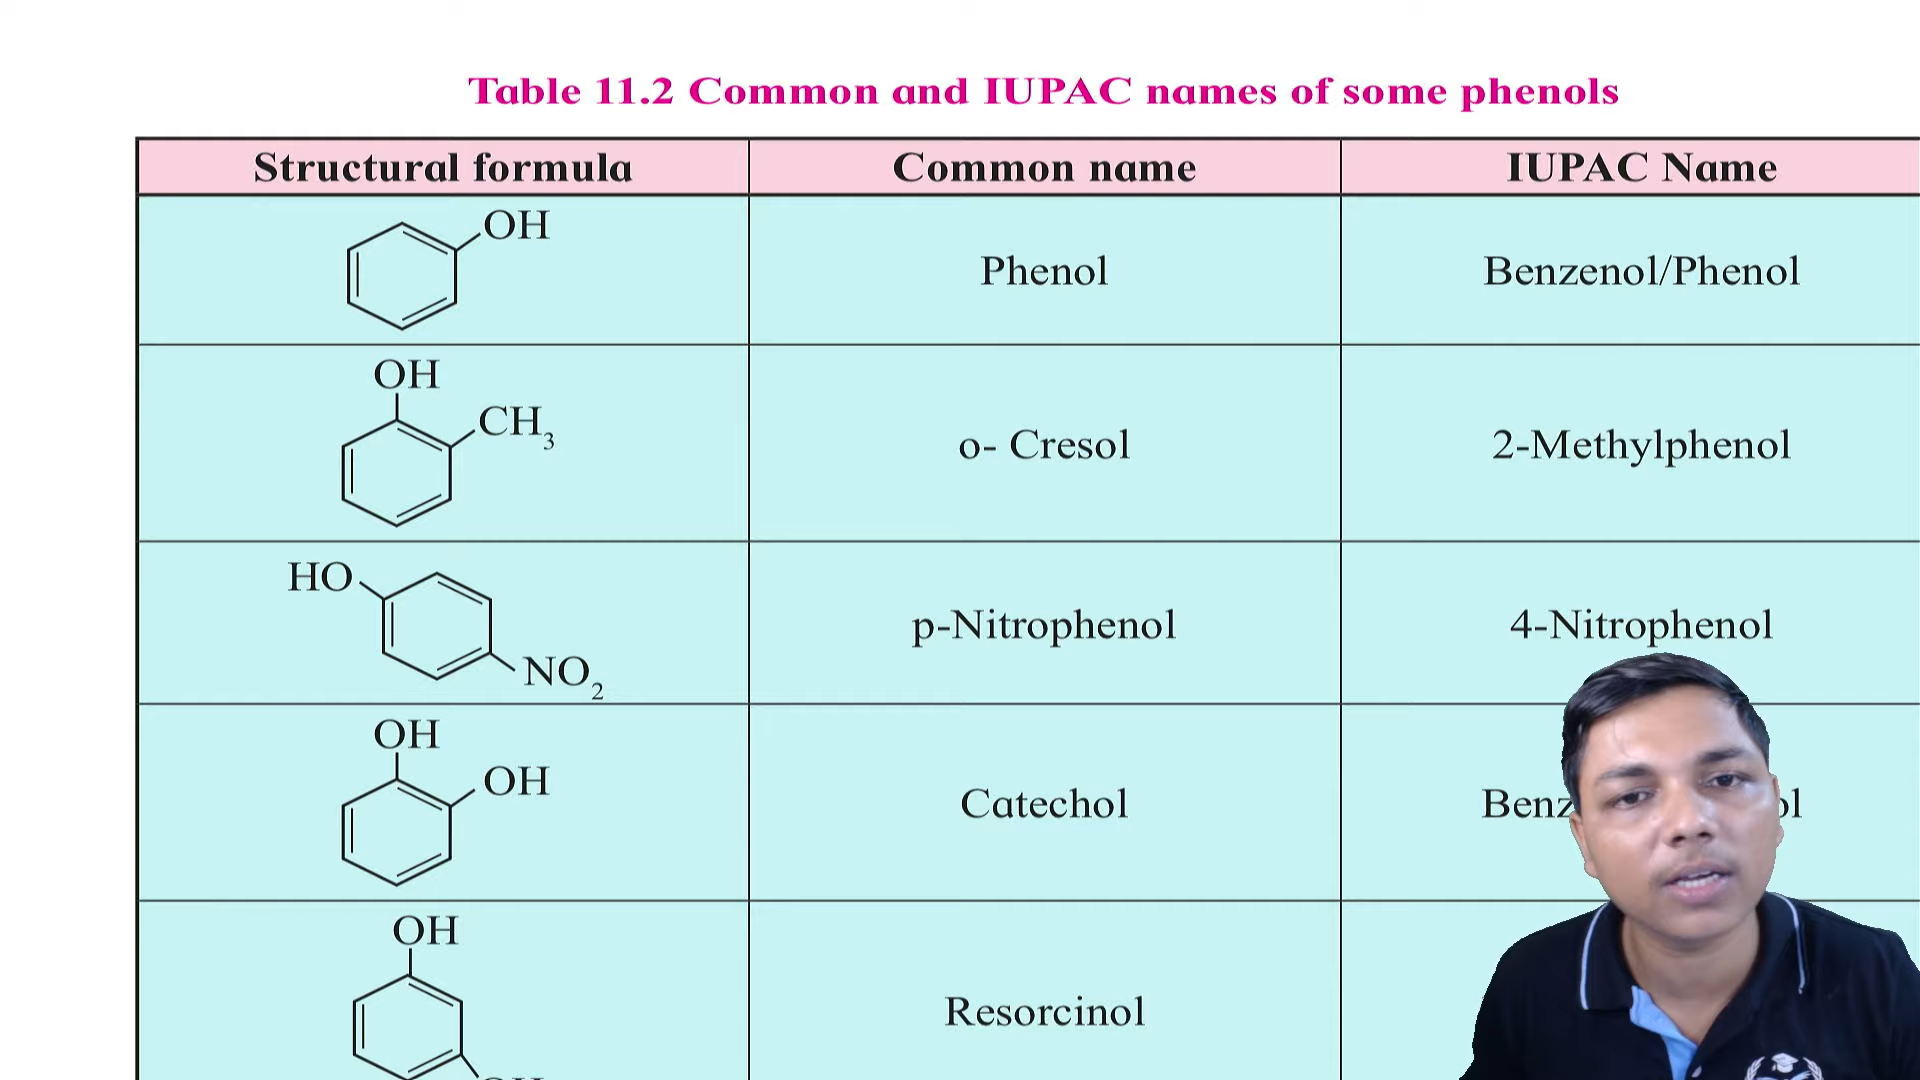 Table 11.2 Common and IUPAC names of some phenols
Structural formula
Common name
IUPAC Name
OH
Phenol
Benzenol/Phenol
OH
CH3
o- Cresol
2-Methylphenol
HO
NO2
p-Nitrophenol
4-Nitrophenol
OH
OH
Catechol
OH
Resorcinol